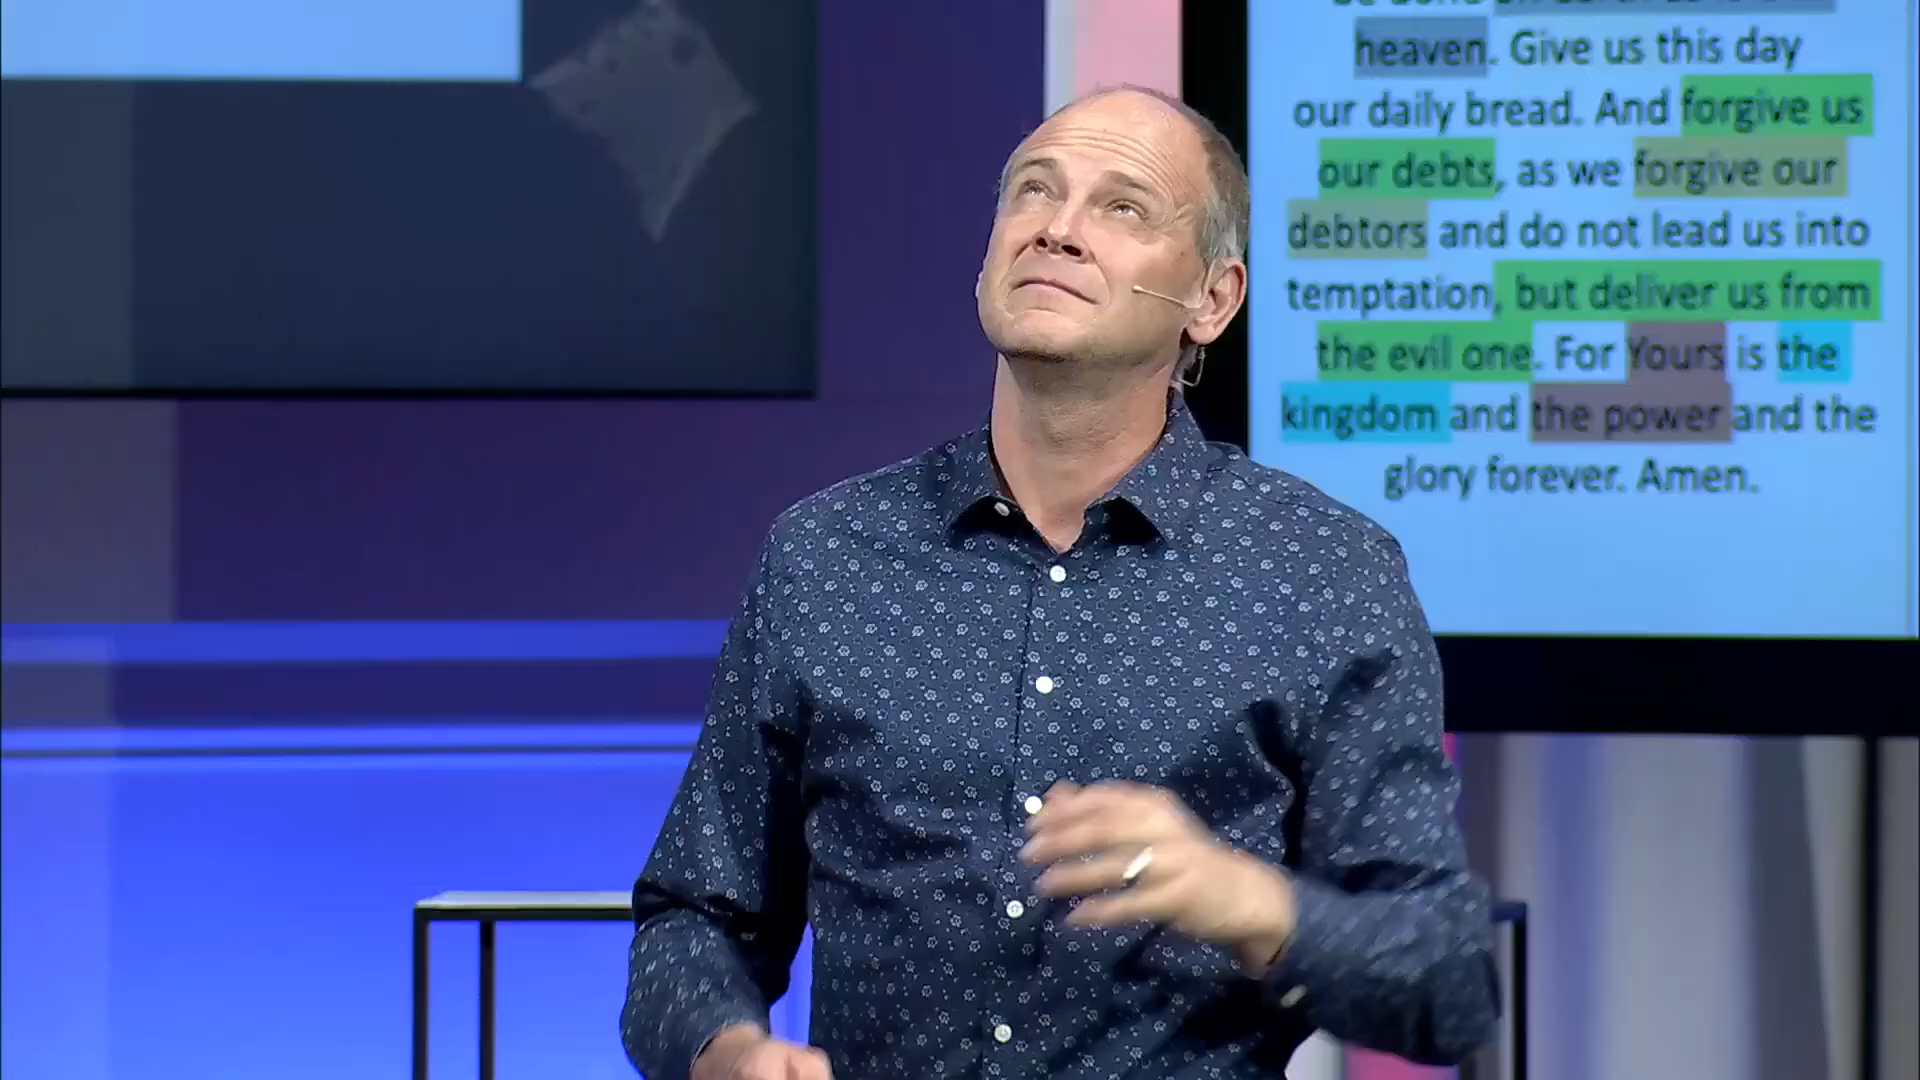 heaven. Give us this day
our daily bread. And forgive us
our debts, as we forgive our
debtors and do not lead us into
temptation, but deliver us from
the evil one. For Yours is the
kingdom and the power and the
glory forever. Amen.